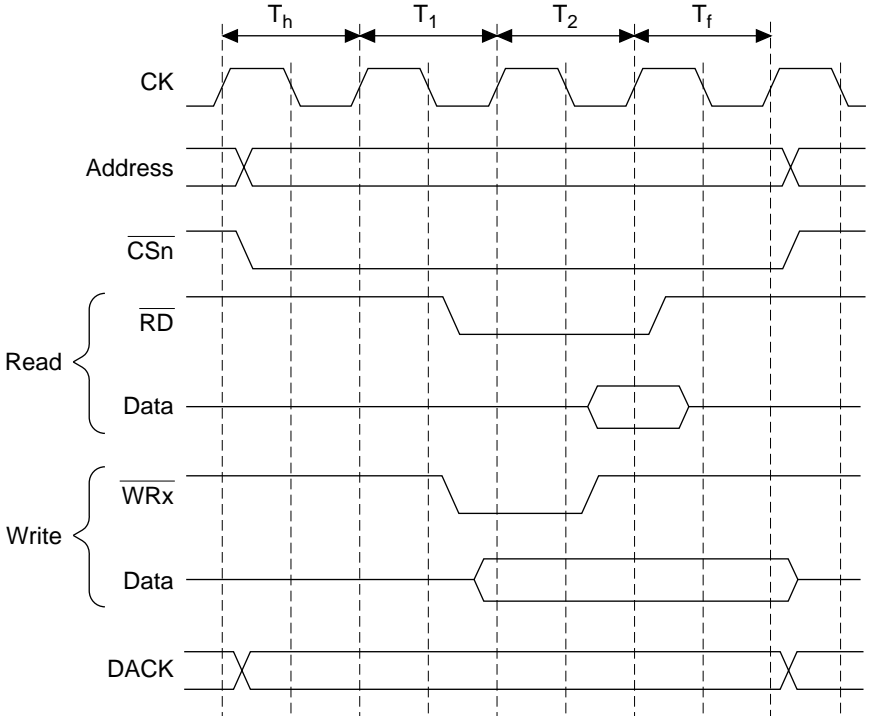 Th T1 T2 Tf
CK
Address
CSn
RD
Read
Data
WRx
Write
Data
DACK